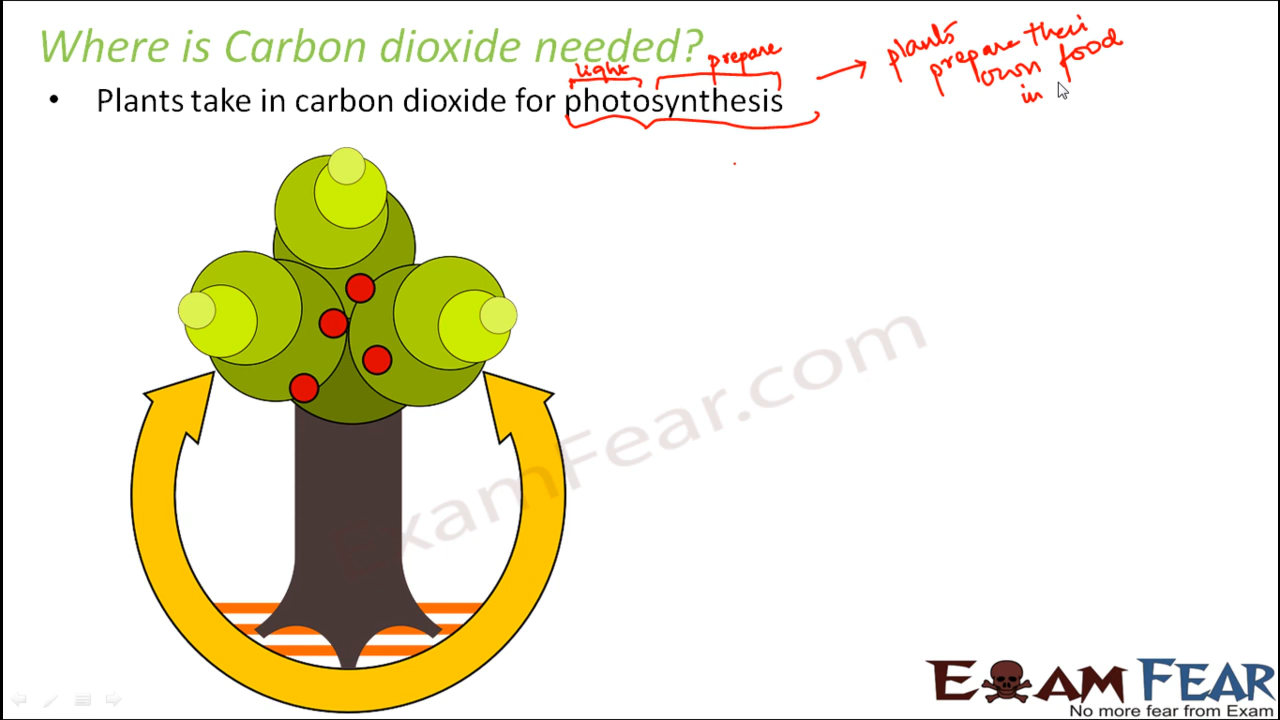 Where is Carbon dioxide needed?
light prepare
• Plants take in carbon dioxide for photosynthesis
plants
prepare their
own food
in
ExamFear.com
EXAM FEAR
No more fear from Exam